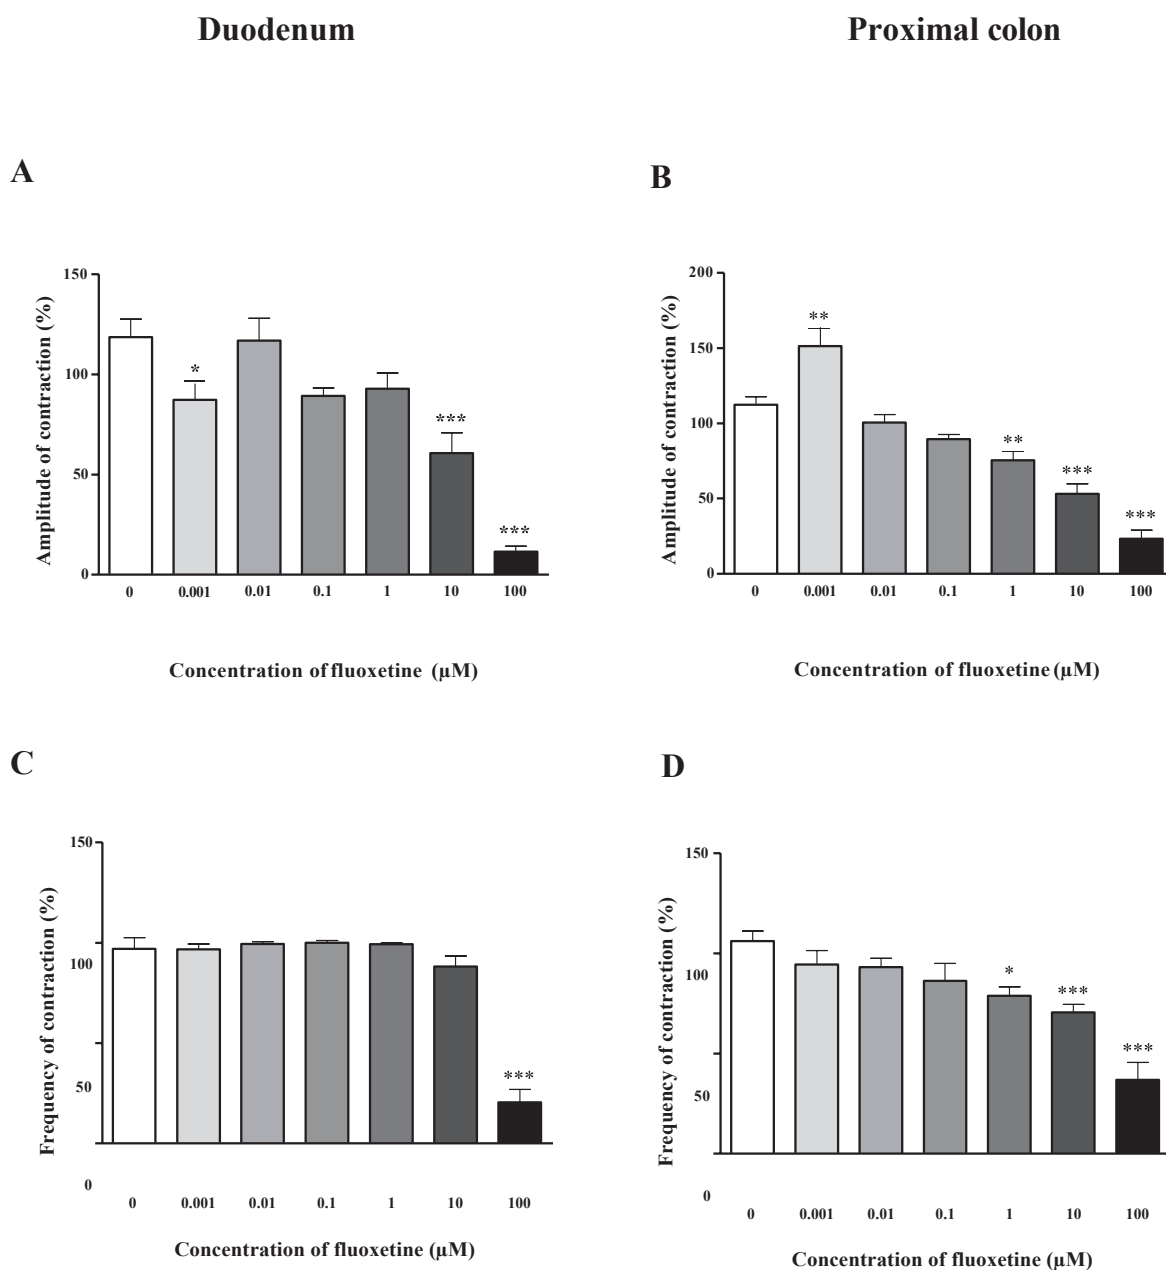 Duodenum
Proximal colon
A
B
150
100
50
0
Amplitude of contraction (%)
*
***
***
0 0.001 0.01 0.1 1 10 100
Concentration of fluoxetine (µM)
200
150
100
50
0
Amplitude of contraction (%)
**
**
***
***
0 0.001 0.01 0.1 1 10 100
Concentration of fluoxetine (µM)
C
D
150
100
50
0
Frequency of contraction (%)
***
0 0.001 0.01 0.1 1 10 100
Concentration of fluoxetine (µM)
150
100
50
0
Frequency of contraction (%)
*
***
***
0 0.001 0.01 0.1 1 10 100
Concentration of fluoxetine (µM)